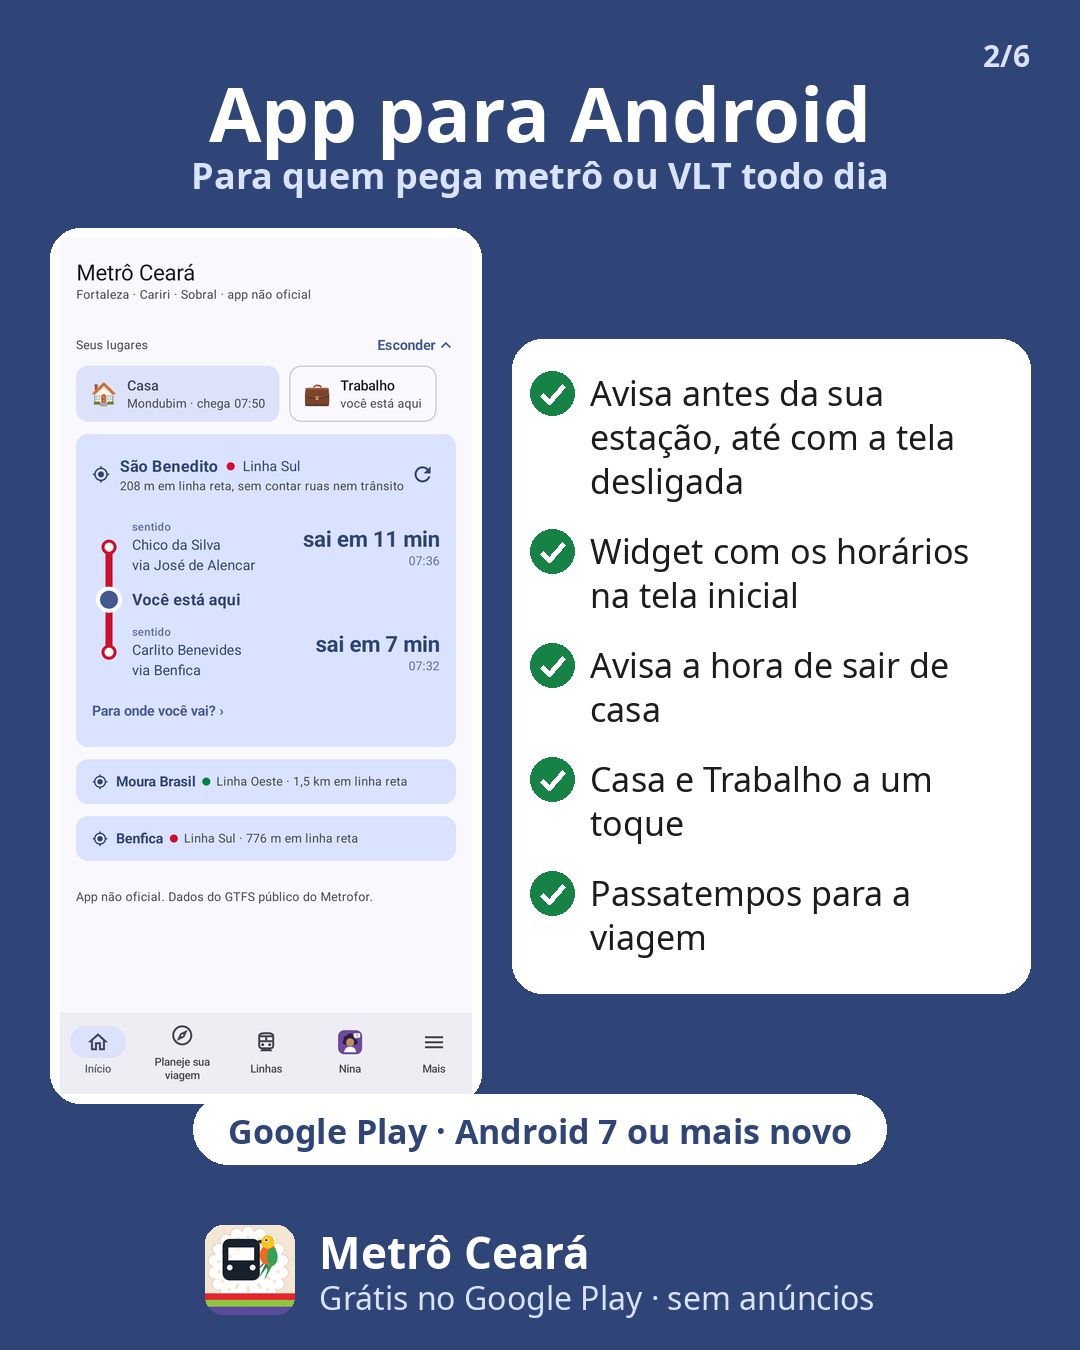 2/6
App para Android
Para quem pega metrô ou VLT todo dia
Metrô Ceará
Fortaleza · Cariri · Sobral · app não oficial
Seus lugares
Esconder
Casa
Mondubim · chega 07:50
Trabalho
você está aqui
São Benedito
Linha Sul
208 m em linha reta, sem contar ruas nem trânsito
sentido
Chico da Silva
via José de Alencar
sai em 11 min
07:36
Você está aqui
sentido
Carlito Benevides
via Benfica
sai em 7 min
07:32
Para onde você vai? ›
Moura Brasil
Linha Oeste · 1,5 km em linha reta
Benfica
Linha Sul · 776 m em linha reta
App não oficial. Dados do GTFS público do Metrofor.
Início
Planeje sua
viagem
Linhas
Nina
Mais
Avisa antes da sua
estação, até com a tela
desligada
Widget com os horários
na tela inicial
Avisa a hora de sair de
casa
Casa e Trabalho a um
toque
Passatempos para a
viagem
Google Play · Android 7 ou mais novo
Metrô Ceará
Grátis no Google Play · sem anúncios